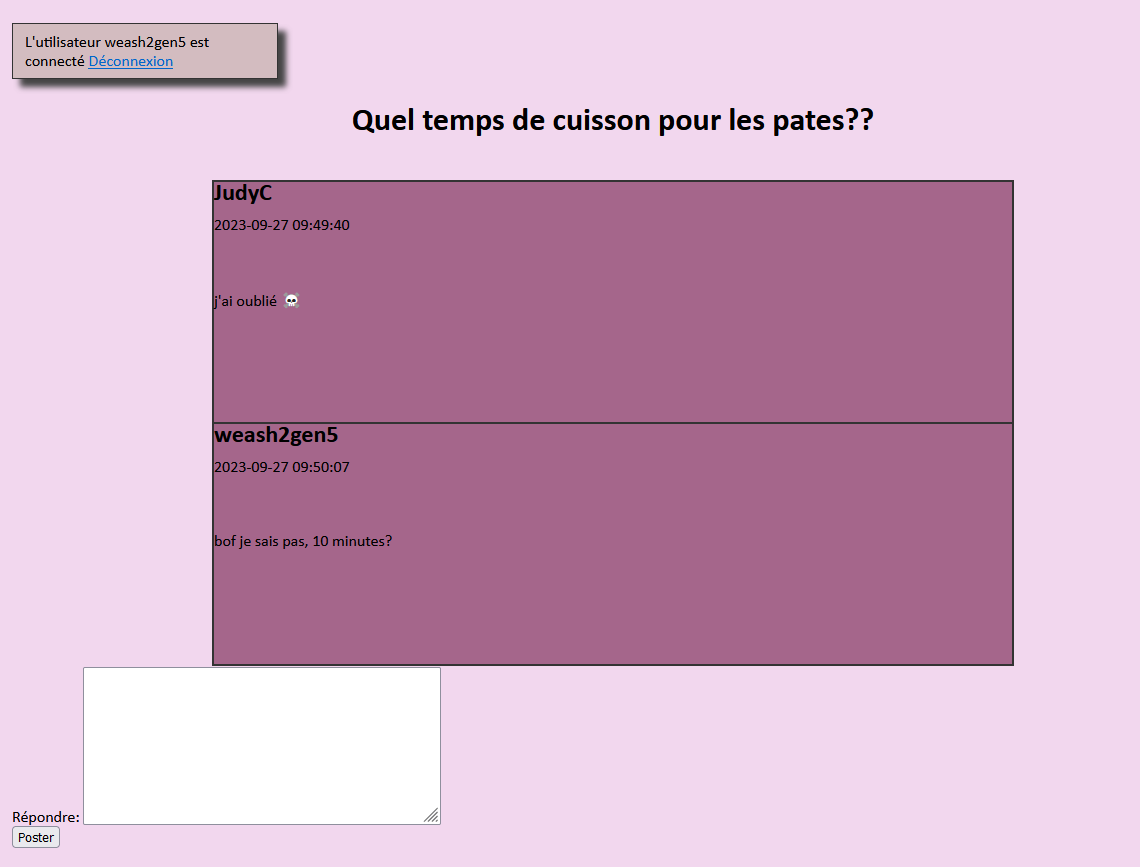 L'utilisateur weash2gen5 est
connecté Déconnexion
Quel temps de cuisson pour les pates??
JudyC
2023-09-27 09:49:40
j'ai oublié ☠
weash2gen5
2023-09-27 09:50:07
bof je sais pas, 10 minutes?
Répondre:
Poster